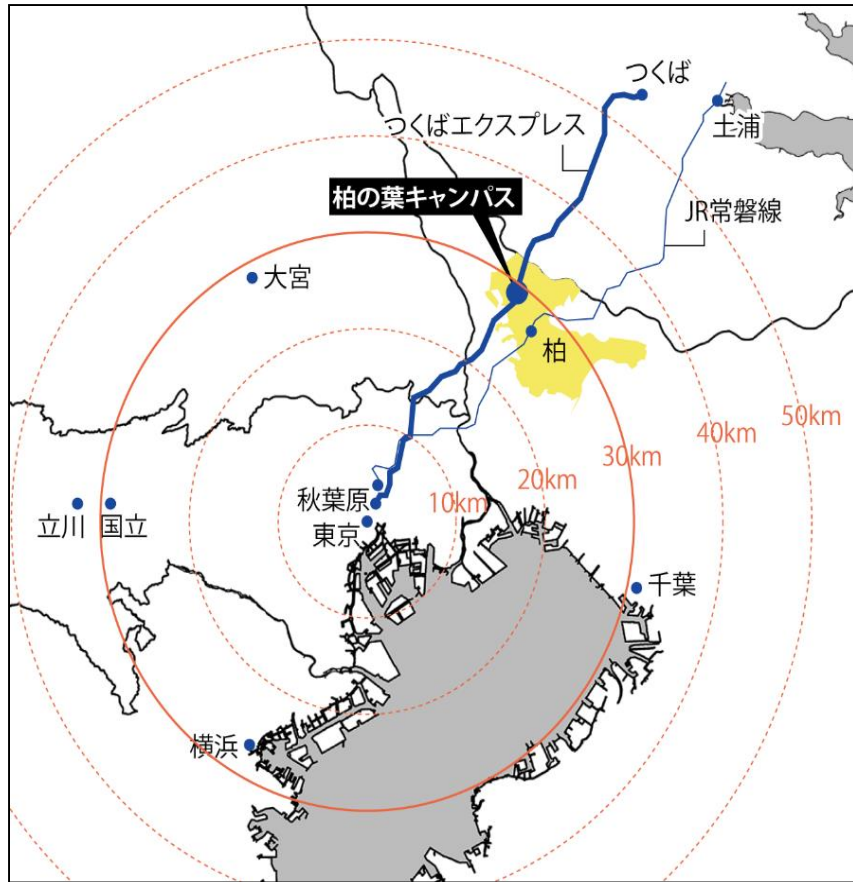 つくば
つくばエクスプレス
土浦
柏の葉キャンパス
JR常磐線
大宮
柏
50km
40km
30km
20km
10km
秋葉原
東京
立川
国立
千葉
横浜